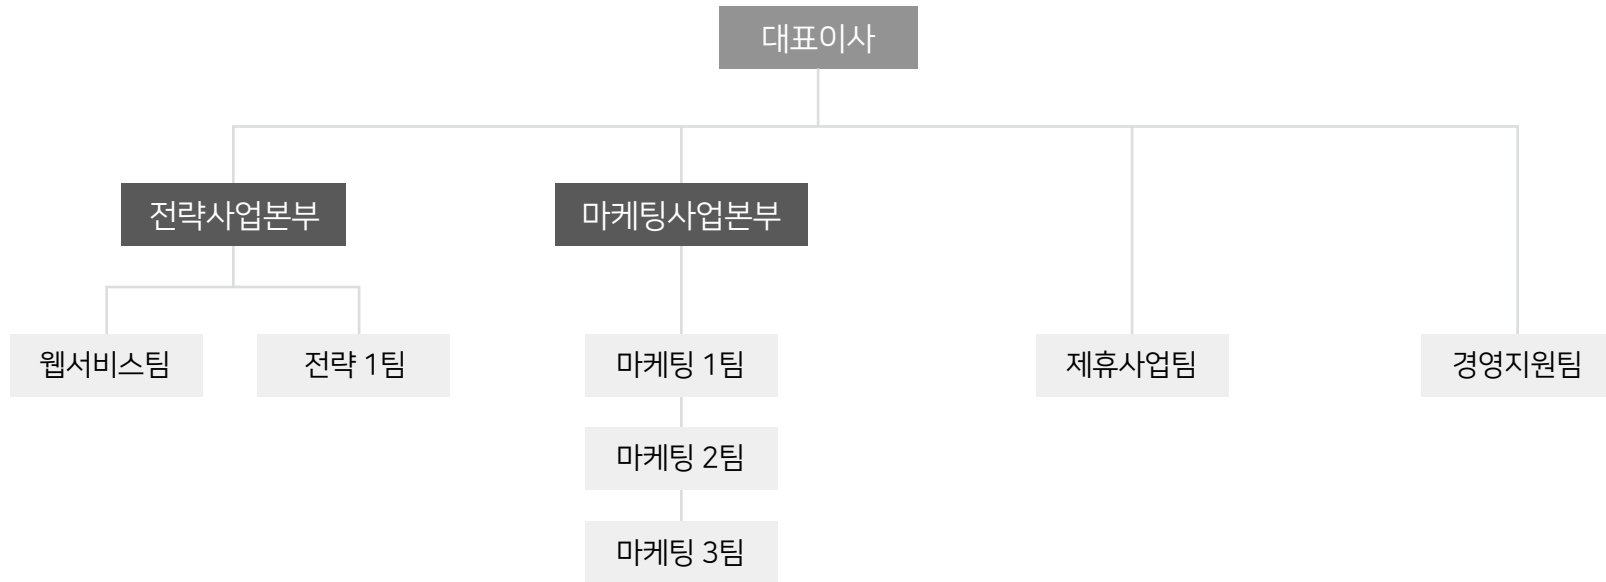 대표이사
전략사업본부
마케팅사업본부
웹서비스팀
전략 1팀
마케팅 1팀
제휴사업팀
경영지원팀
마케팅 2팀
마케팅 3팀